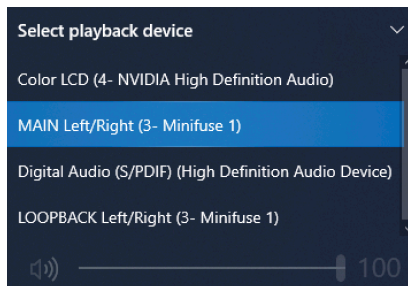 Select playback device
Color LCD (4- NVIDIA High Definition Audio)
MAIN Left/Right (3- Minifuse 1)
Digital Audio (S/PDIF) (High Definition Audio Device)
LOOPBACK Left/Right (3- Minifuse 1)
100